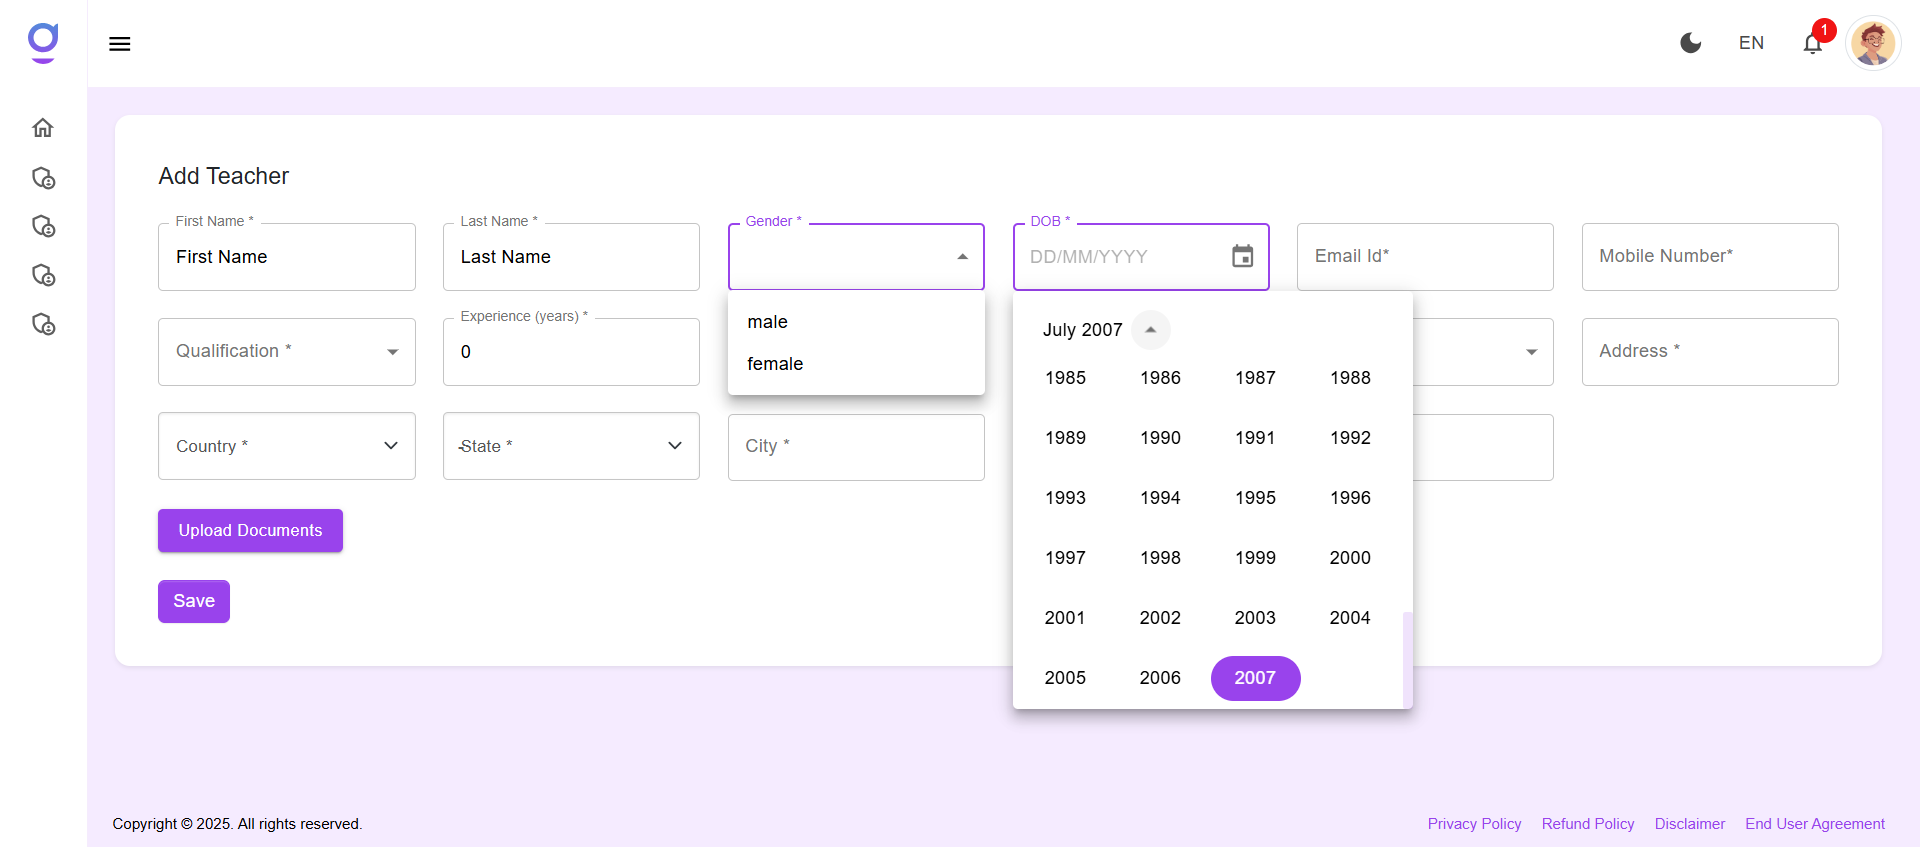 EN
1
Add Teacher
First Name *
First Name
Last Name *
Last Name
Gender *
DOB *
DD/MM/YYYY
Email Id*
Mobile Number*
male
female
July 2007
1985 1986 1987 1988
1989 1990 1991 1992
1993 1994 1995 1996
1997 1998 1999 2000
2001 2002 2003 2004
2005 2006 2007
Qualification *
Experience (years) *
0
Address *
Country *
State *
City *
Upload Documents
Save
Copyright © 2025. All rights reserved.
Privacy Policy Refund Policy Disclaimer End User Agreement